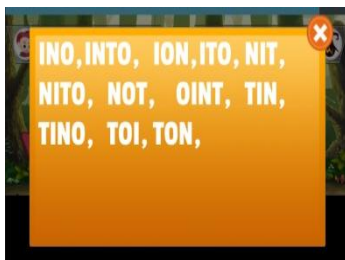 INO, INTO, ION, ITO, NIT,
NITO, NOT, OINT, TIN,
TINO, TOI, TON,